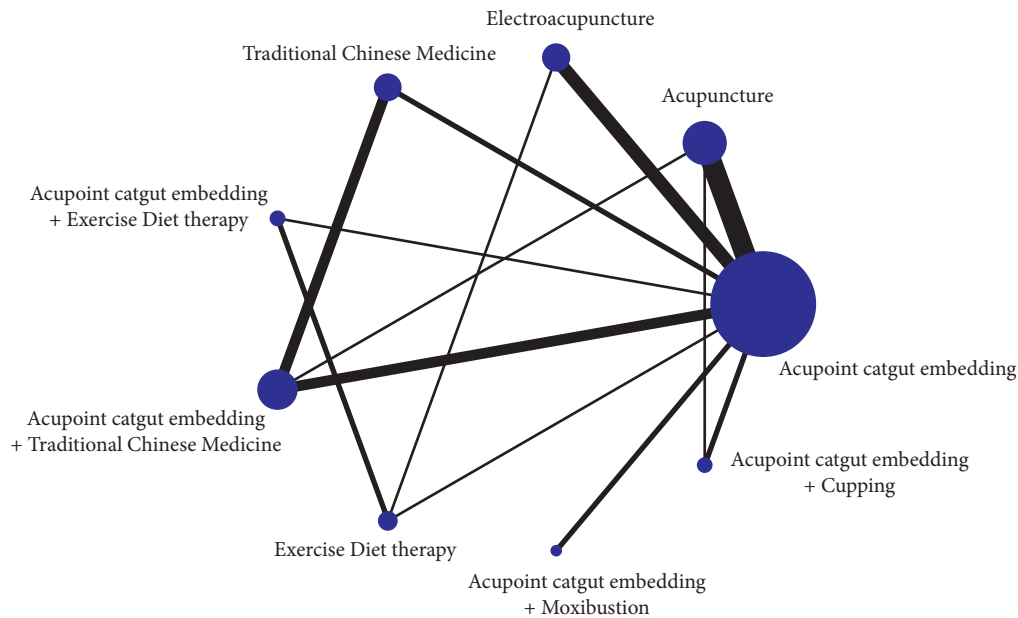 Electroacupuncture
Traditional Chinese Medicine
Acupuncture
Acupoint catgut embedding
+ Exercise Diet therapy
Acupoint catgut embedding
Acupoint catgut embedding
+ Traditional Chinese Medicine
Acupoint catgut embedding
+ Cupping
Exercise Diet therapy
Acupoint catgut embedding
+ Moxibustion